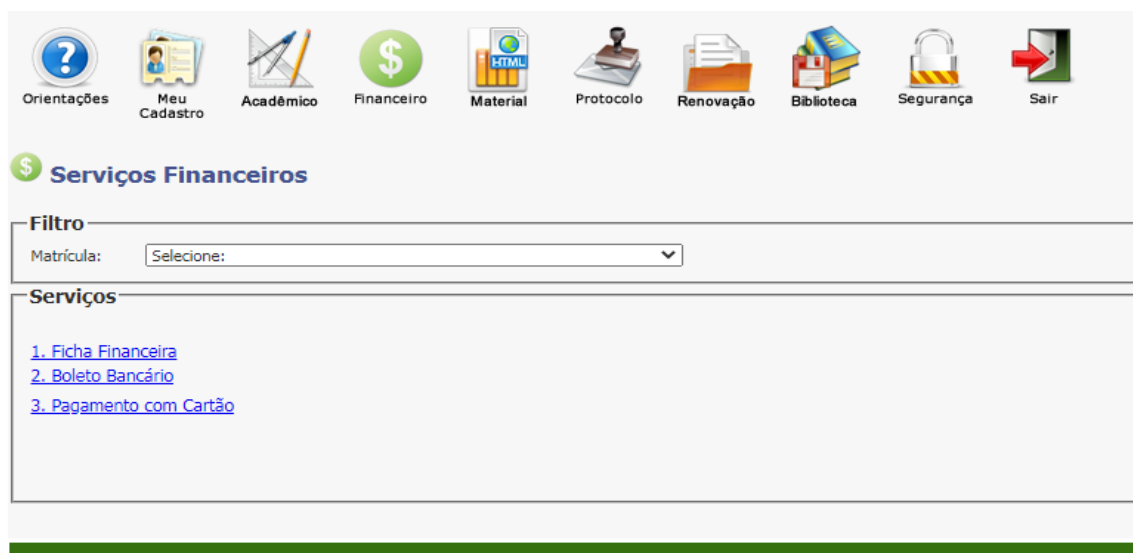 HTML
Orientações Meu Cadastro Acadêmico Financeiro Material Protocolo Renovação Biblioteca Segurança Sair
Serviços Financeiros
Filtro
Matrícula: Selecione:
Serviços
1. Ficha Financeira
2. Boleto Bancário
3. Pagamento com Cartão